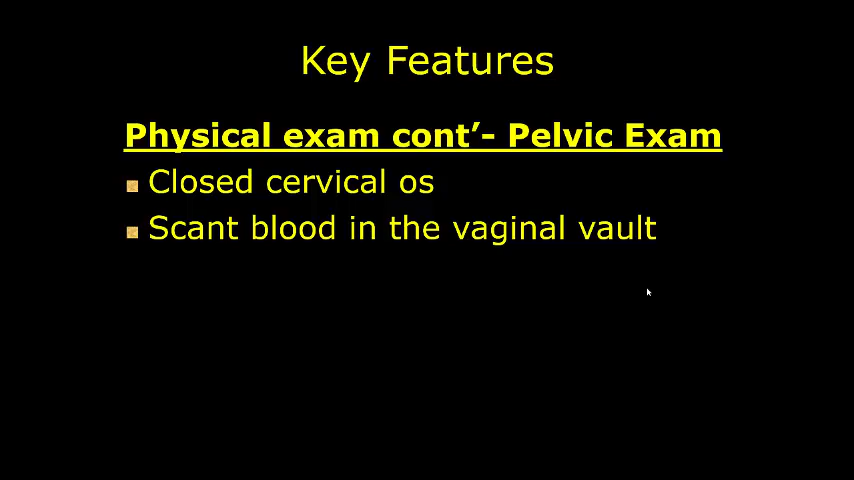 Key Features
Physical exam cont’- Pelvic Exam
Closed cervical os
Scant blood in the vaginal vault